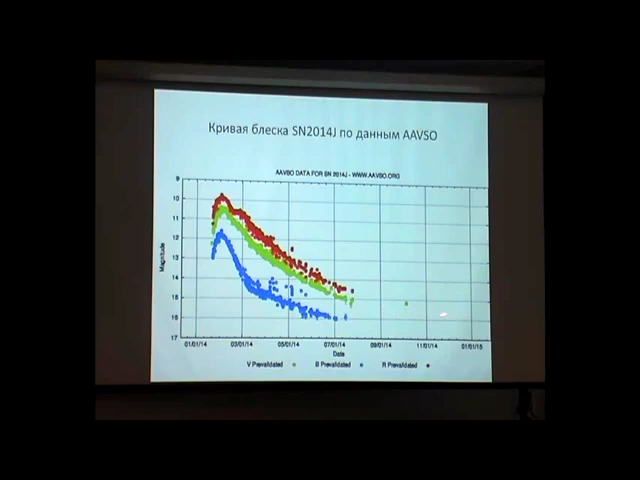 Кривая блеска SN2014J по данным AAVSO
AAVSO DATA FOR SN 2014J - WWW.AAVSO.ORG
9
10
11
12
13
14
15
16
17
Magnitude
01/01/14 03/01/14 05/01/14 07/01/14 09/01/14 11/01/14 01/01/15
Date
V Prevalidated B Prevalidated R Prevalidated